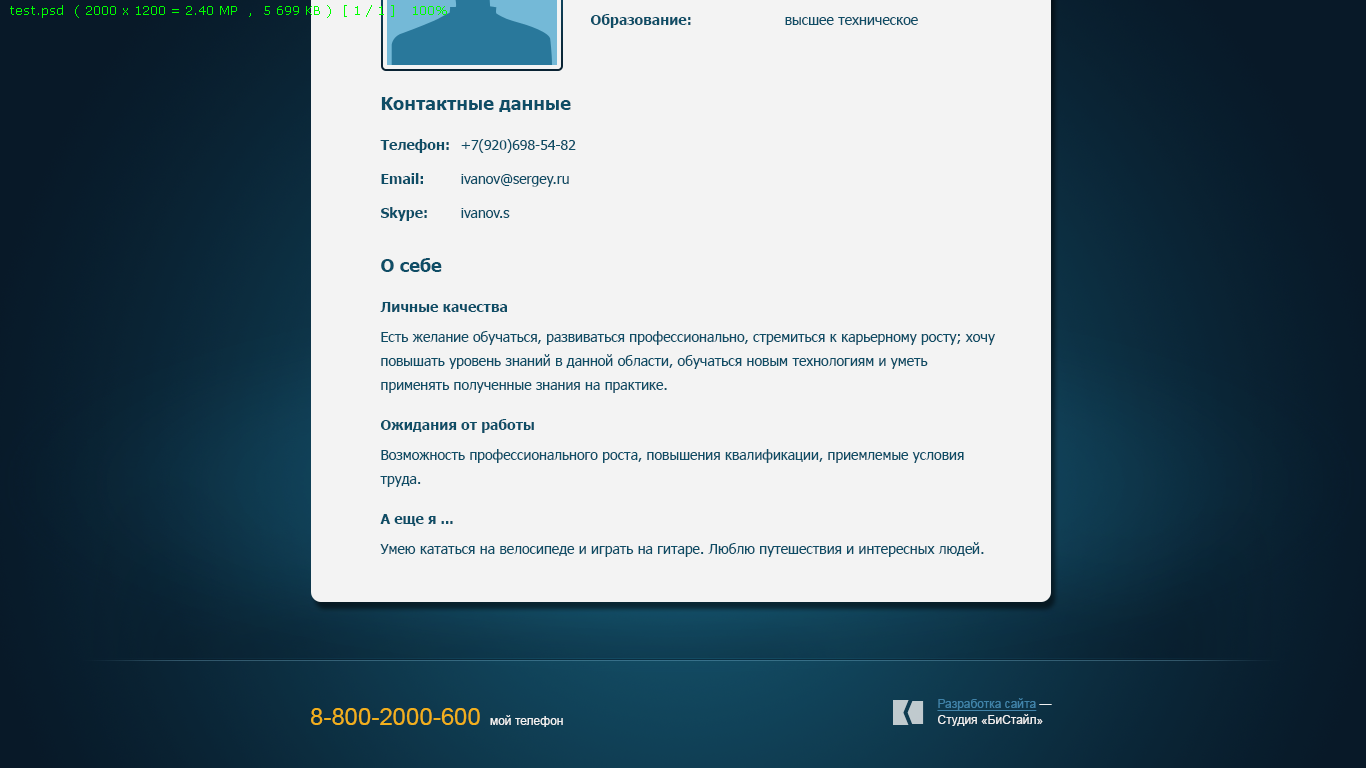 test.psd ( 2000 x 1200 = 2.40 MP , 5 699 KB ) [ 1 / 1 ] 100%
Образование: высшее техническое
Контактные данные
Телефон: +7(920)698-54-82
Email: ivanov@sergey.ru
Skype: ivanov.s
О себе
Личные качества
Есть желание обучаться, развиваться профессионально, стремиться к карьерному росту; хочу
повышать уровень знаний в данной области, обучаться новым технологиям и уметь
применять полученные знания на практике.
Ожидания от работы
Возможность профессионального роста, повышения квалификации, приемлемые условия
труда.
А еще я ...
Умею кататься на велосипеде и играть на гитаре. Люблю путешествия и интересных людей.
8-800-2000-600 мой телефон
Разработка сайта —
Студия «БиСтайл»